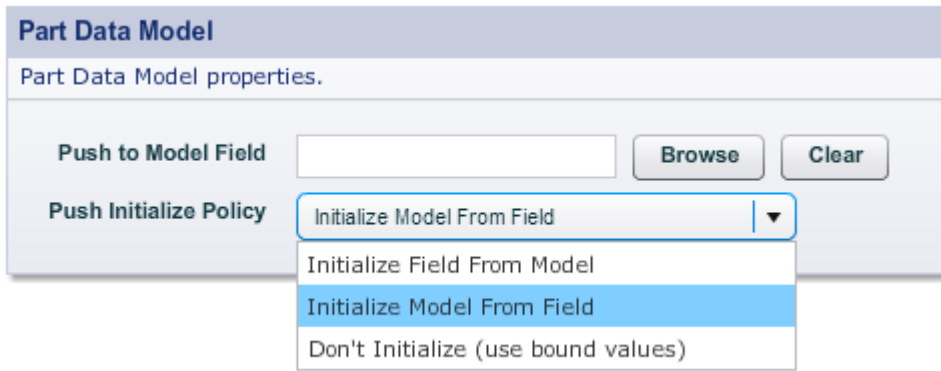 Part Data Model
Part Data Model properties.
Push to Model Field Browse Clear
Push Initialize Policy Initialize Model From Field
Initialize Field From Model
Initialize Model From Field
Don't Initialize (use bound values)